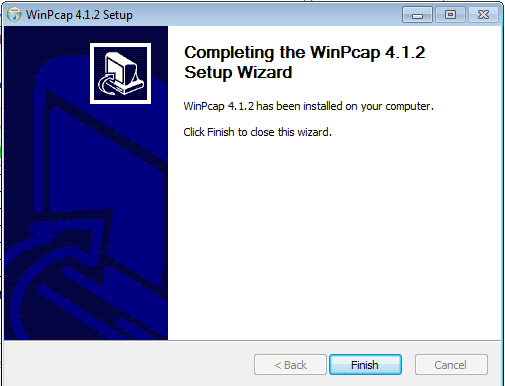 WinPcap 4.1.2 Setup
Completing the WinPcap 4.1.2
Setup Wizard
WinPcap 4.1.2 has been installed on your computer.
Click Finish to close this wizard.
< Back
Finish
Cancel